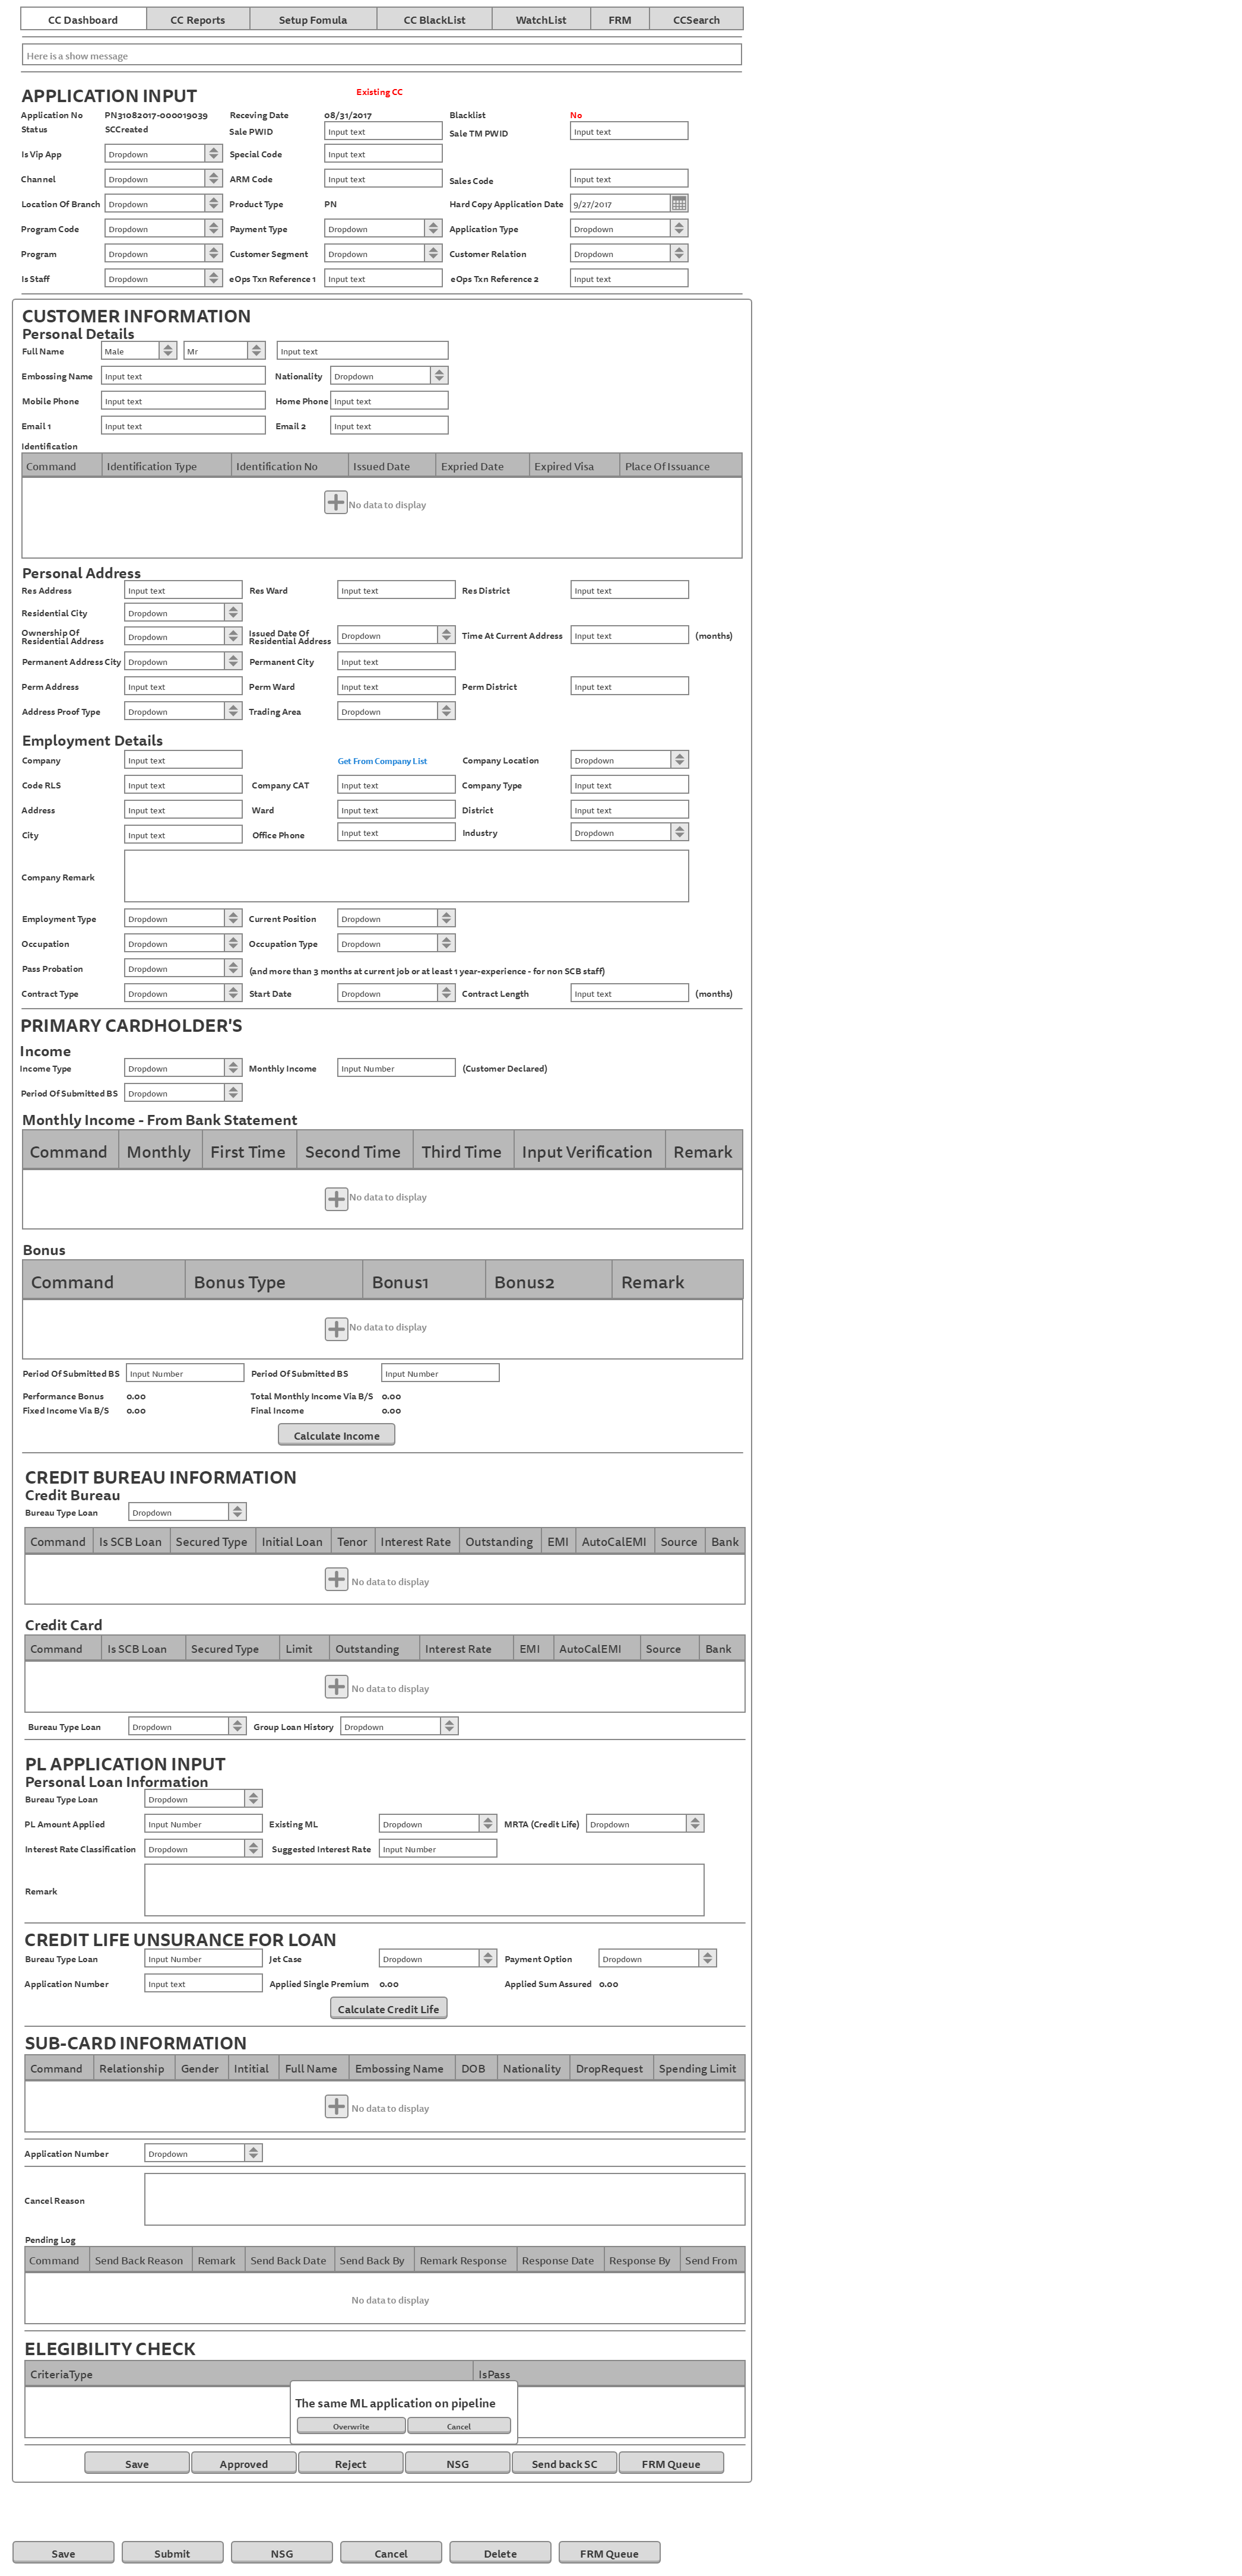 CC Dashboard CC Reports Setup Fomula CC BlackList WatchList FRM CCSearch
Here is a show message
APPLICATION INPUT Existing CC
Application No PN31082017-000019039 Receving Date 08/31/2017 Blacklist No
Status SCCreated Sale PWID Input text Sale TM PWID Input text
Is Vip App Dropdown Special Code Input text
Channel Dropdown ARM Code Input text Sales Code Input text
Location Of Branch Dropdown Product Type PN Hard Copy Application Date 9/27/2017
Program Code Dropdown Payment Type Dropdown Application Type Dropdown
Program Dropdown Customer Segment Dropdown Customer Relation Dropdown
Is Staff Dropdown eOps Txn Reference 1 Input text eOps Txn Reference 2 Input text
CUSTOMER INFORMATION
Personal Details
Full Name Male Mr Input text
Embossing Name Input text Nationality Dropdown
Mobile Phone Input text Home Phone Input text
Email 1 Input text Email 2 Input text
Identification
Command Identification Type Identification No Issued Date Expried Date Expired Visa Place Of Issuance
No data to display
Personal Address
Res Address Input text Res Ward Input text Res District Input text
Residential City Dropdown
Ownership Of Residential Address Dropdown Issued Date Of Residential Address Dropdown Time At Current Address Input text (months)
Permanent Address City Dropdown Permanent City Input text
Perm Address Input text Perm Ward Input text Perm District Input text
Address Proof Type Dropdown Trading Area Dropdown
Employment Details
Company Input text Get From Company List Company Location Dropdown
Code RLS Input text Company CAT Input text Company Type Input text
Address Input text Ward Input text District Input text
City Input text Office Phone Input text Industry Dropdown
Company Remark
Employment Type Dropdown Current Position Dropdown
Occupation Dropdown Occupation Type Dropdown
Pass Probation Dropdown (and more than 3 months at current job or at least 1 year-experience - for non SCB staff)
Contract Type Dropdown Start Date Dropdown Contract Length Input text (months)
PRIMARY CARDHOLDER'S
Income
Income Type Dropdown Monthly Income Input Number (Customer Declared)
Period Of Submitted BS Dropdown
Monthly Income - From Bank Statement
Command Monthly First Time Second Time Third Time Input Verification Remark
No data to display
Bonus
Command Bonus Type Bonus1 Bonus2 Remark
No data to display
Period Of Submitted BS Input Number Period Of Submitted BS Input Number
Performance Bonus 0.00 Total Monthly Income Via B/S 0.00
Fixed Income Via B/S 0.00 Final Income 0.00
Calculate Income
CREDIT BUREAU INFORMATION
Credit Bureau
Bureau Type Loan Dropdown
Command Is SCB Loan Secured Type Initial Loan Tenor Interest Rate Outstanding EMI AutoCalEMI Source Bank
No data to display
Credit Card
Command Is SCB Loan Secured Type Limit Outstanding Interest Rate EMI AutoCalEMI Source Bank
No data to display
Bureau Type Loan Dropdown Group Loan History Dropdown
PL APPLICATION INPUT
Personal Loan Information
Bureau Type Loan Dropdown
PL Amount Applied Input Number Existing ML Dropdown MRTA (Credit Life) Dropdown
Interest Rate Classification Dropdown Suggested Interest Rate Input Number
Remark
CREDIT LIFE UNSURANCE FOR LOAN
Bureau Type Loan Input Number Jet Case Dropdown Payment Option Dropdown
Application Number Input text Applied Single Premium 0.00 Applied Sum Assured 0.00
Calculate Credit Life
SUB-CARD INFORMATION
Command Relationship Gender Intitial Full Name Embossing Name DOB Nationality DropRequest Spending Limit
No data to display
Application Number Dropdown
Cancel Reason
Pending Log
Command Send Back Reason Remark Send Back Date Send Back By Remark Response Response Date Response By Send From
No data to display
ELEGIBILITY CHECK
CriteriaType IsPass
The same ML application on pipeline
Overwrite Cancel
Save Approved Reject NSG Send back SC FRM Queue
Save Submit NSG Cancel Delete FRM Queue